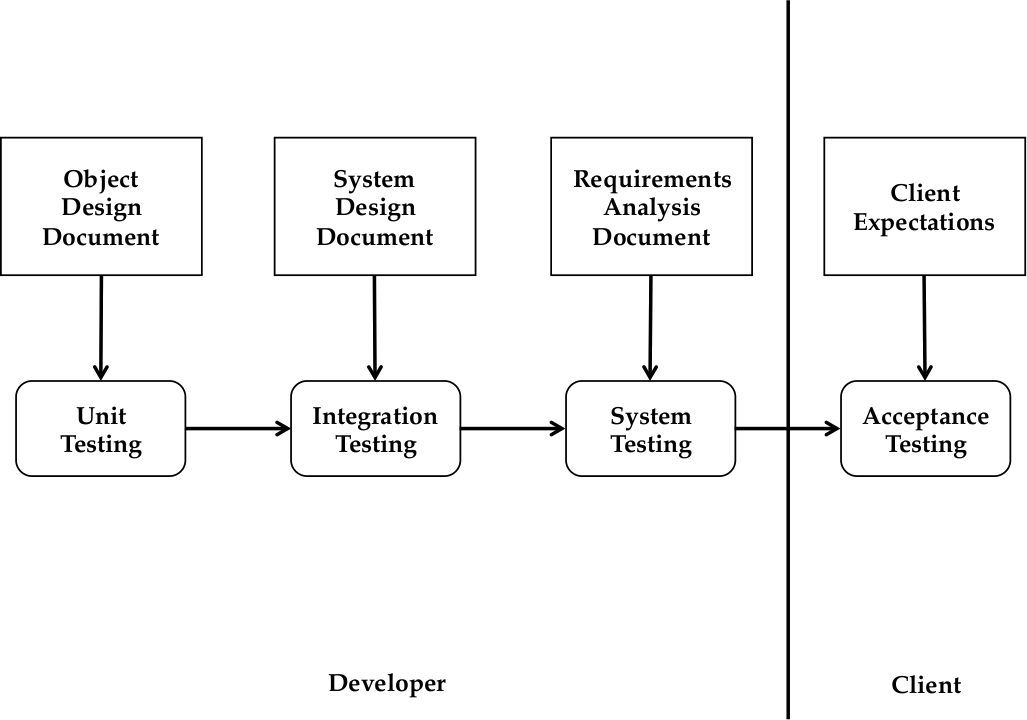 Object
Design
Document
System
Design
Document
Requirements
Analysis
Document
Client
Expectations
Unit
Testing
Integration
Testing
System
Testing
Acceptance
Testing
Developer
Client